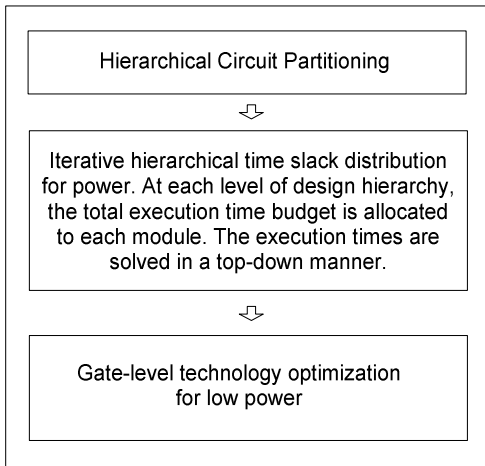 Hierarchical Circuit Partitioning
Iterative hierarchical time slack distribution
for power. At each level of design hierarchy,
the total execution time budget is allocated
to each module. The execution times are
solved in a top-down manner.
Gate-level technology optimization
for low power